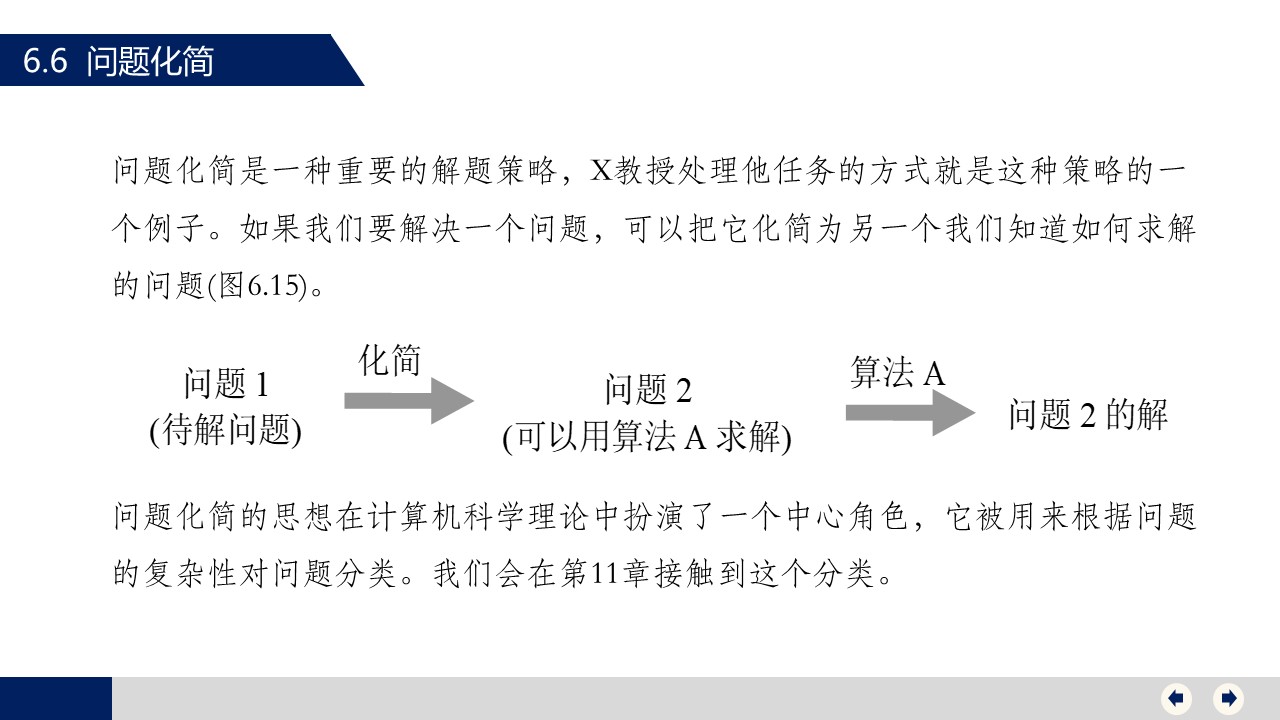 6.6 问题化简
问题化简是一种重要的解题策略，X教授处理他任务的方式就是这种策略的一
个例子。如果我们要解决一个问题，可以把它化简为另一个我们知道如何求解
的问题(图6.15)。
化简
算法 A
问题 1
(待解问题)
问题 2
(可以用算法 A 求解)
问题 2 的解
问题化简的思想在计算机科学理论中扮演了一个中心角色，它被用来根据问题
的复杂性对问题分类。我们会在第11章接触到这个分类。